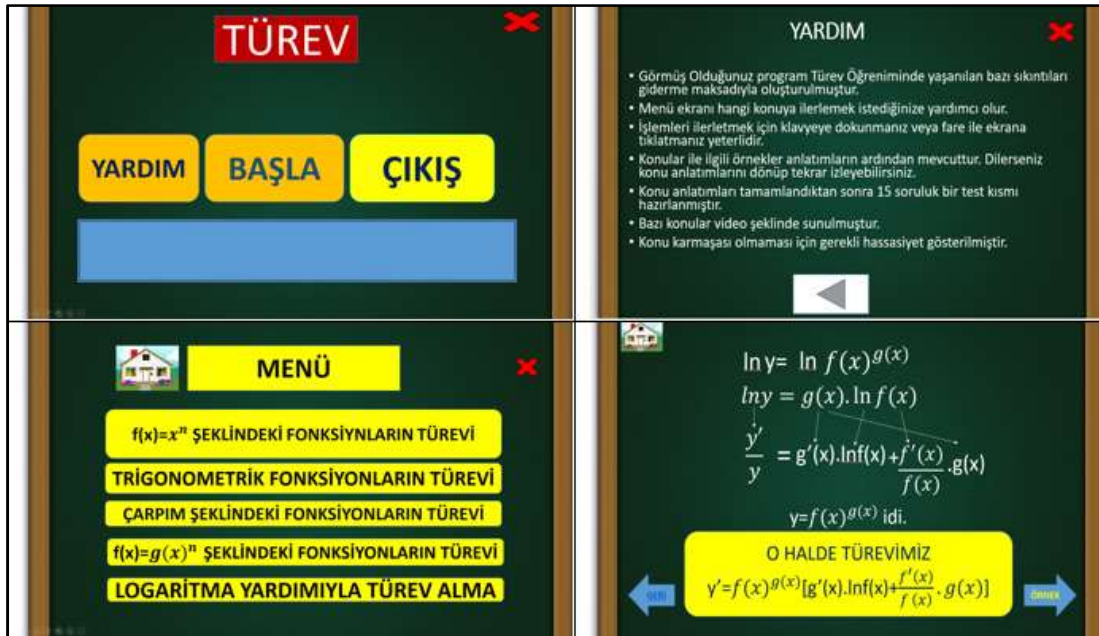 TÜREV
YARDIM
BAŞLA
ÇIKIŞ
YARDIM
• Görmüş Olduğunuz program Türev Öğreniminde yaşanılan bazı sıkıntıları
giderme maksadıyla oluşturulmuştur.
• Menü ekranı hangi konuya ilerlemek istediğinize yardımcı olur.
• İşlemleri ilerletmek için klavyeye dokunmanız veya fare ile ekrana
tıklatmanız yeterlidir.
• Konular ile ilgili örnekler anlatımların ardından mevcuttur. Dilerseniz
konu anlatımlarını dönüp tekrar izleyebilirsiniz.
• Konu anlatımları tamamlandıktan sonra 15 soruluk bir test kısmı
hazırlanmıştır.
• Bazı konular video şeklinde sunulmuştur.
• Konu karmaşası olmaması için gerekli hassasiyet gösterilmiştir.
MENÜ
f(x)=xⁿ ŞEKLİNDEKİ FONKSİYNLARIN TÜREVİ
TRİGONOMETRİK FONKSİYONLARIN TÜREVİ
ÇARPIM ŞEKLİNDEKİ FONKSİYONLARIN TÜREVİ
f(x)=g(x)ⁿ ŞEKLİNDEKİ FONKSİYONLARIN TÜREVİ
LOGARİTMA YARDIMIYLA TÜREV ALMA
ln y= ln f(x)^{g(x)}
lny = g(x).ln f(x)
y′/y = g′(x).lnf(x)+f′(x)/f(x).g(x)
y=f(x)^{g(x)} idi.
O HALDE TÜREVİMİZ
y′=f(x)^{g(x)}[g′(x).lnf(x)+f′(x)/f(x).g(x)]
GERİ
ÖRNEK